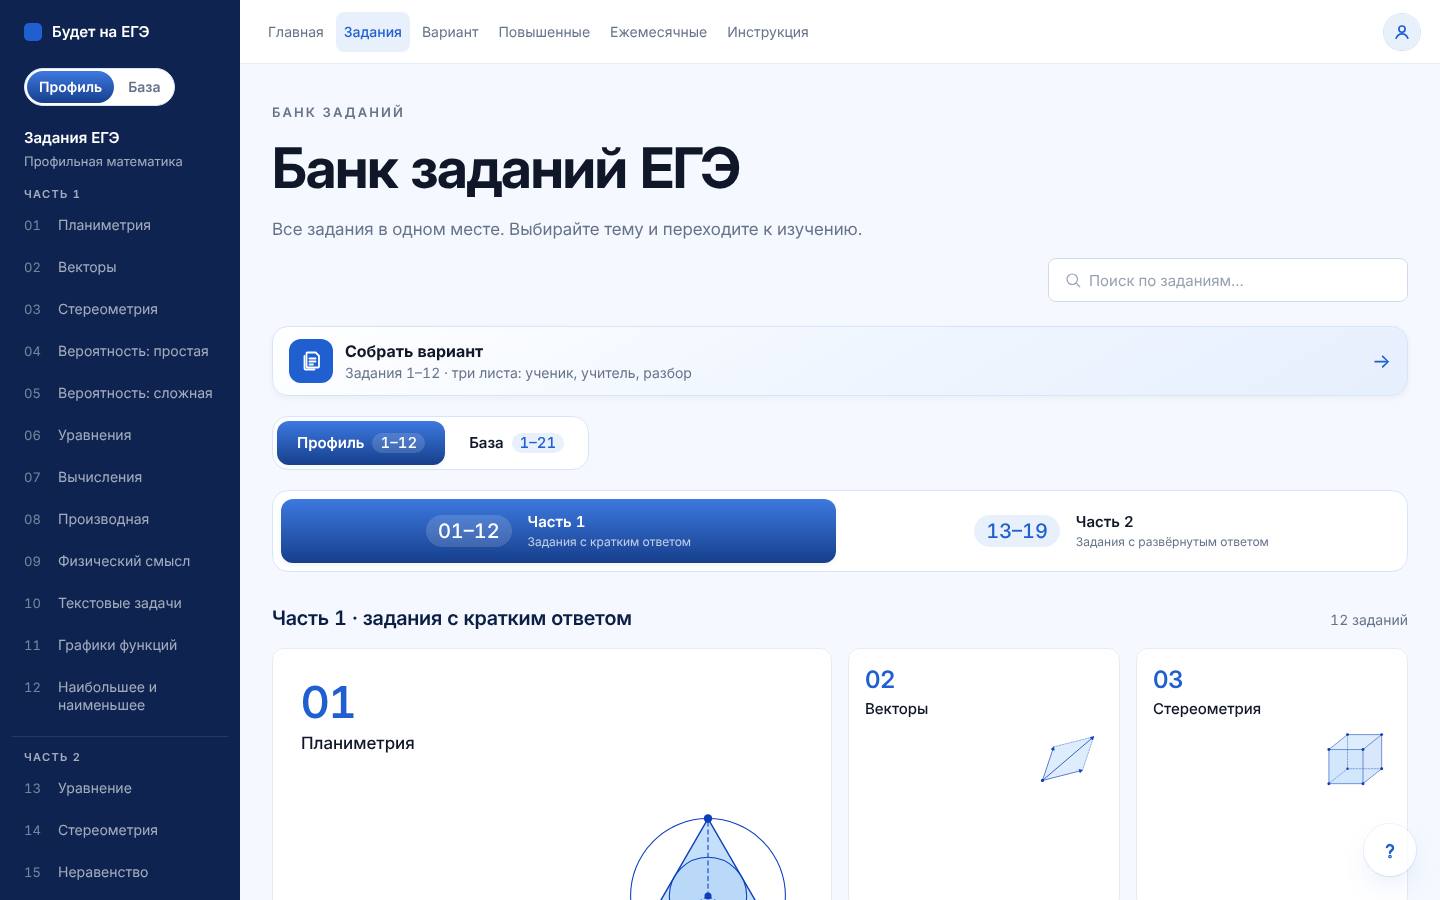 Будет на ЕГЭ
Профиль База
Задания ЕГЭ
Профильная математика
ЧАСТЬ 1
01 Планиметрия
02 Векторы
03 Стереометрия
04 Вероятность: простая
05 Вероятность: сложная
06 Уравнения
07 Вычисления
08 Производная
09 Физический смысл
10 Текстовые задачи
11 Графики функций
12 Наибольшее и
наименьшее
ЧАСТЬ 2
13 Уравнение
14 Стереометрия
15 Неравенство
Главная Задания Вариант Повышенные Ежемесячные Инструкция
БАНК ЗАДАНИЙ
Банк заданий ЕГЭ
Все задания в одном месте. Выбирайте тему и переходите к изучению.
Поиск по заданиям...
Собрать вариант
Задания 1–12 · три листа: ученик, учитель, разбор
Профиль 1–12 База 1–21
01–12 Часть 1
Задания с кратким ответом
13–19 Часть 2
Задания с развёрнутым ответом
Часть 1 · задания с кратким ответом
12 заданий
01
Планиметрия
02
Векторы
03
Стереометрия
?